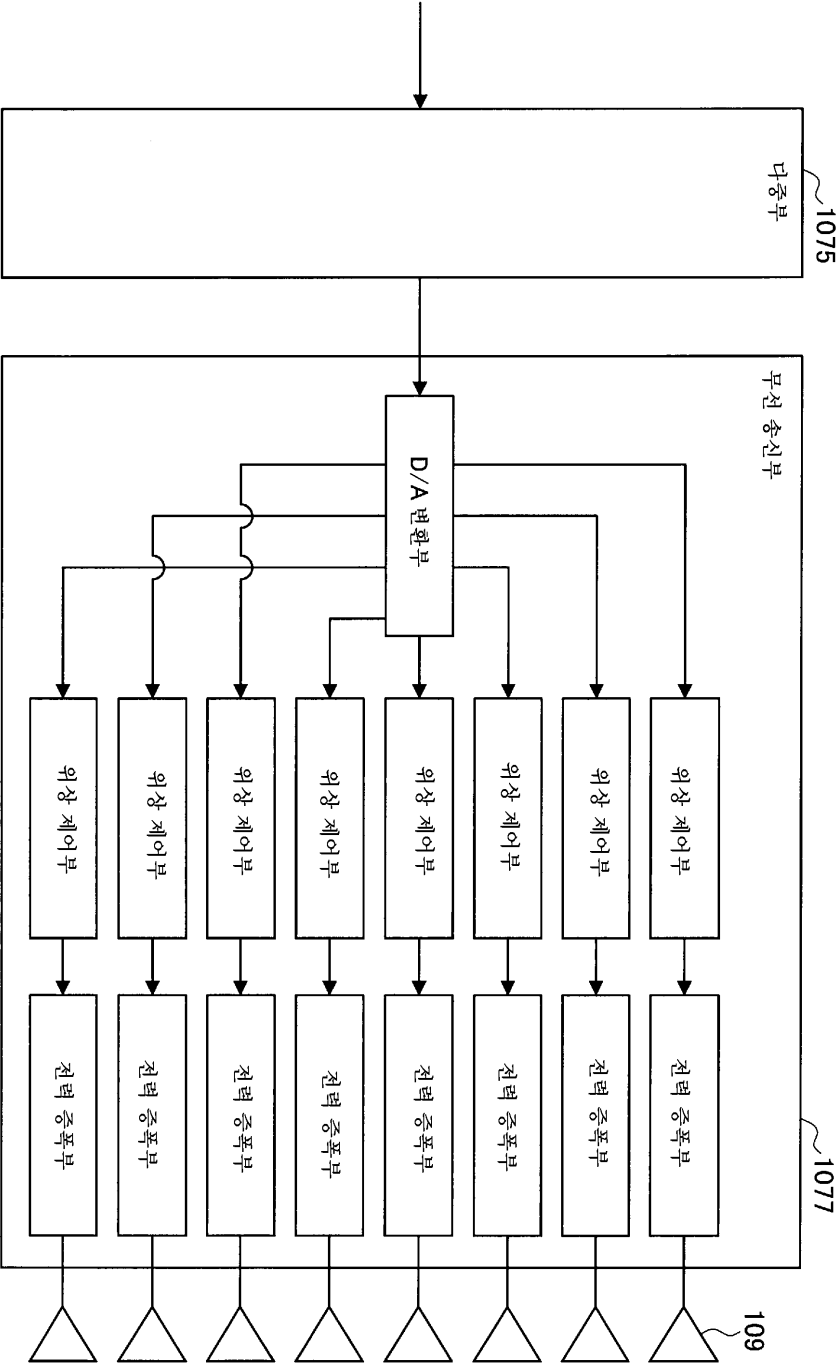 1075
다중부
1077
무선 송신부
D/A 변환부
위상 제어부
전력 증폭부
위상 제어부
전력 증폭부
위상 제어부
전력 증폭부
위상 제어부
전력 증폭부
위상 제어부
전력 증폭부
위상 제어부
전력 증폭부
위상 제어부
전력 증폭부
위상 제어부
전력 증폭부
109